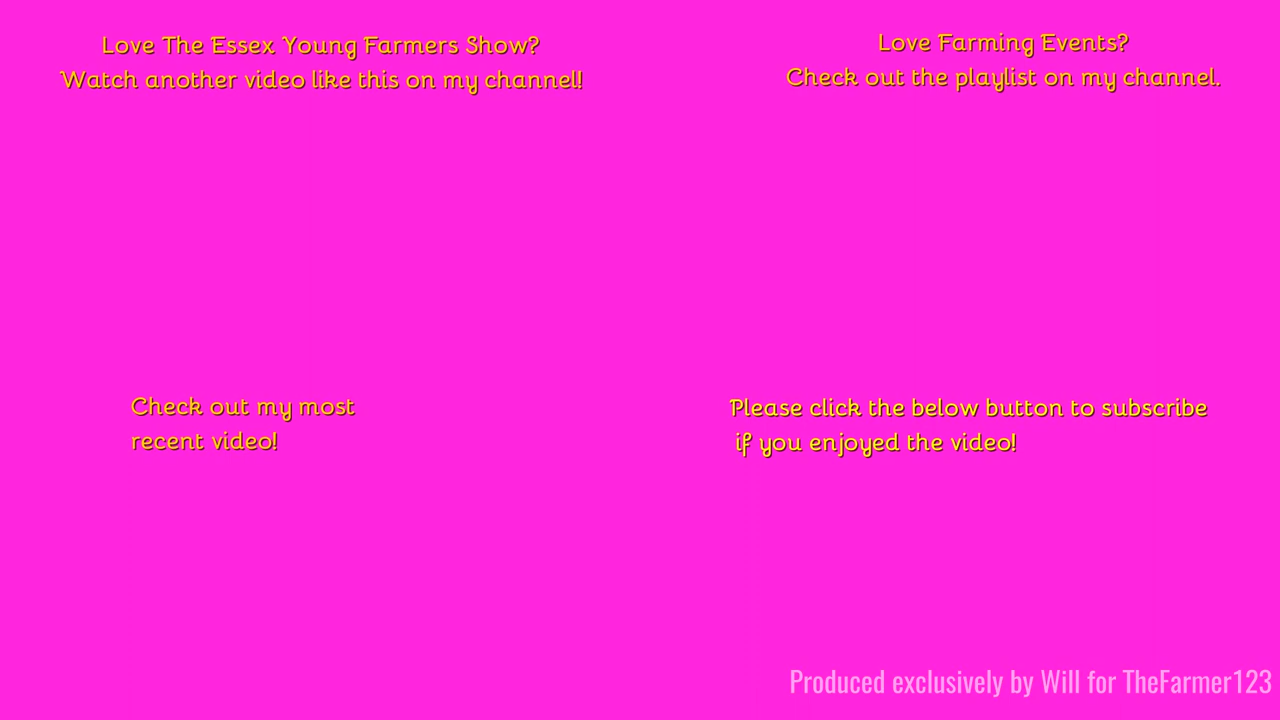 Love The Essex Young Farmers Show?
Watch another video like this on my channel!
Love Farming Events?
Check out the playlist on my channel.
Check out my most
recent video!
Please click the below button to subscribe
if you enjoyed the video!
Produced exclusively by Will for TheFarmer123